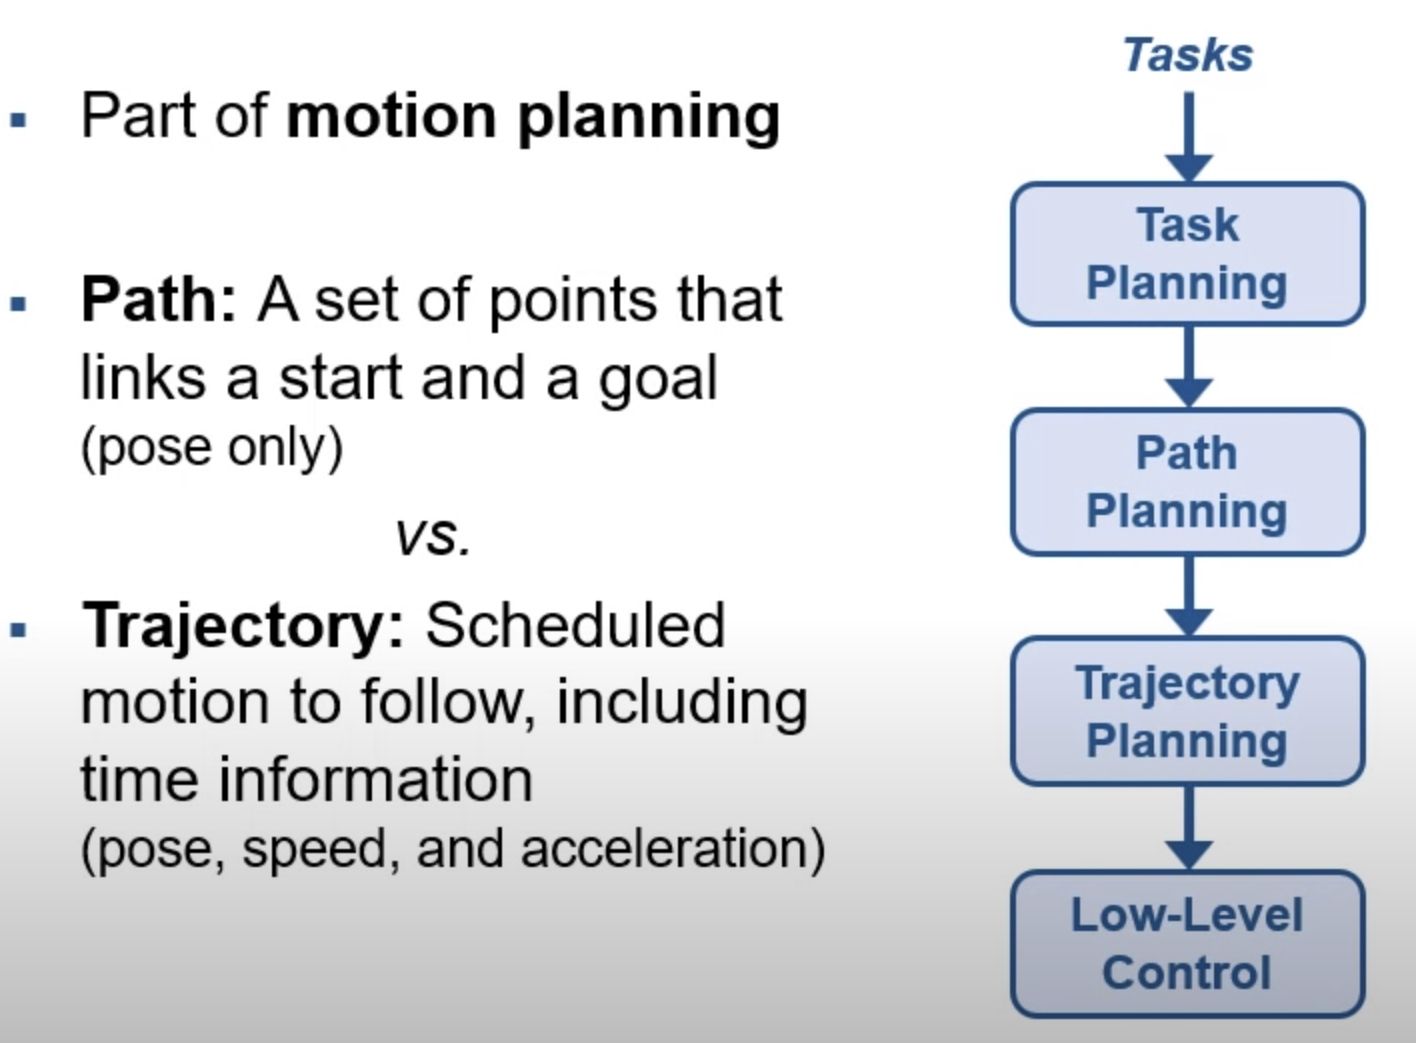 ▪ Part of motion planning
▪ Path: A set of points that
links a start and a goal
(pose only)
vs.
▪ Trajectory: Scheduled
motion to follow, including
time information
(pose, speed, and acceleration)
Tasks
Task
Planning
Path
Planning
Trajectory
Planning
Low-Level
Control